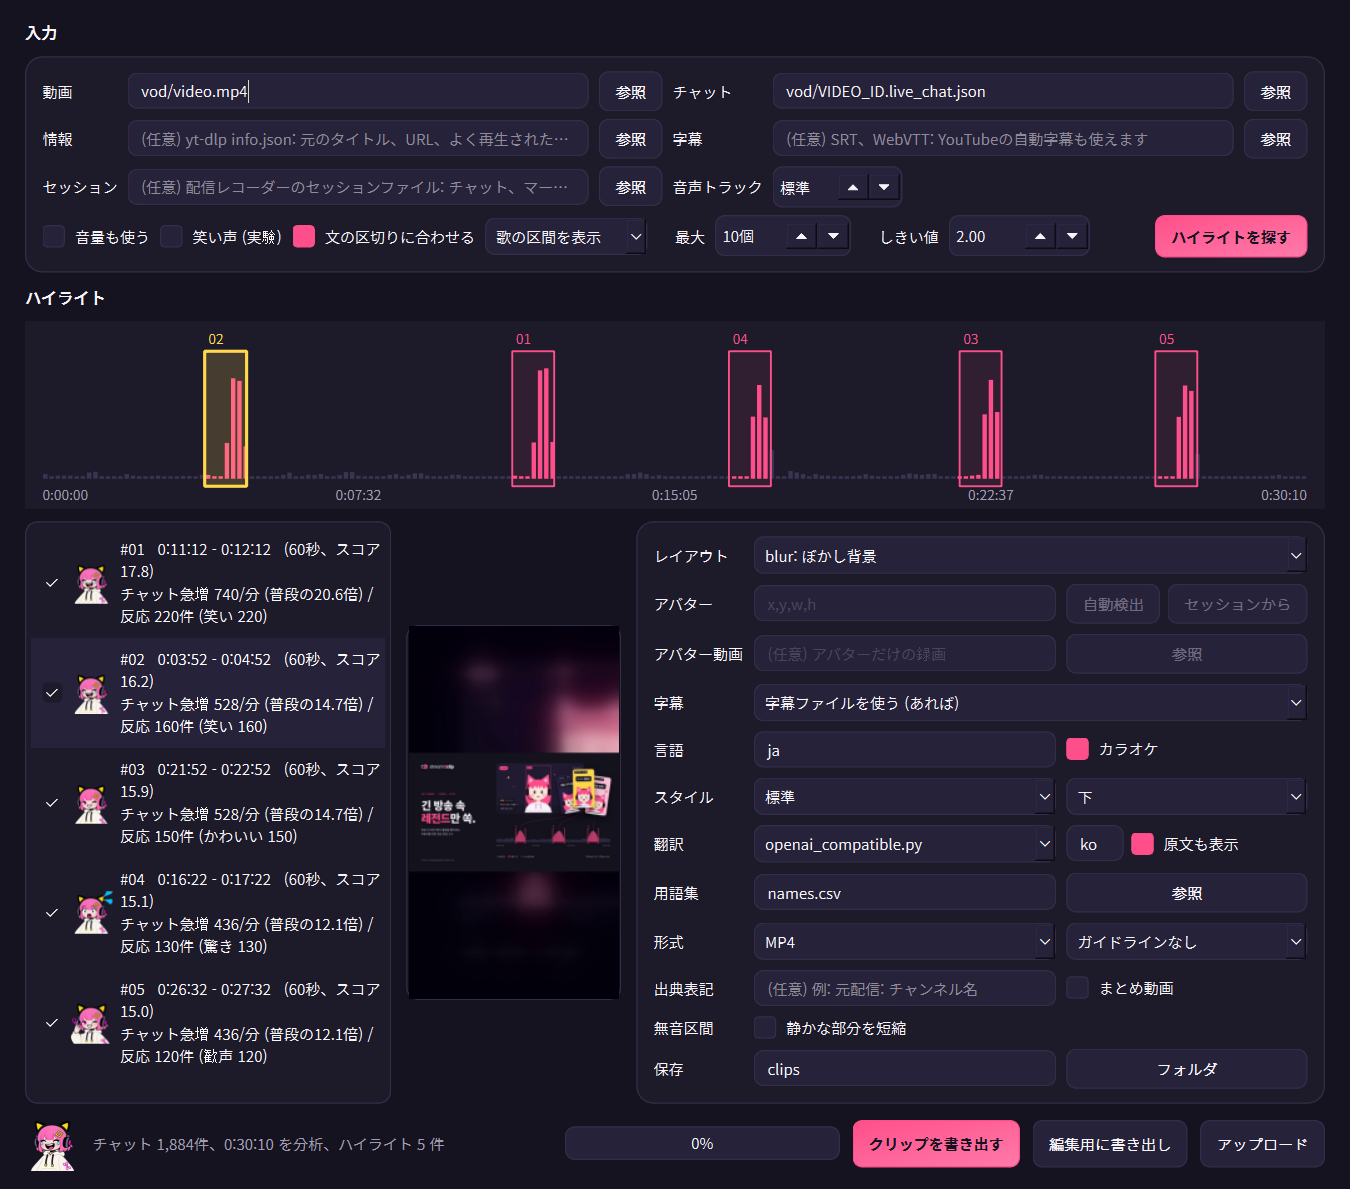 入力
動画
vod/video.mp4
参照
チャット
vod/VIDEO_ID.live_chat.json
参照
情報
(任意) yt-dlp info.json: 元のタイトル、URL、よく再生された…
参照
字幕
(任意) SRT、WebVTT: YouTubeの自動字幕も使えます
参照
セッション
(任意) 配信レコーダーのセッションファイル: チャット、マー…
参照
音声トラック
標準
音量も使う
笑い声 (実験)
文の区切りに合わせる
歌の区間を表示
最大
10個
しきい値
2.00
ハイライトを探す
ハイライト
02
01
04
03
05
0:00:00
0:07:32
0:15:05
0:22:37
0:30:10
#01 0:11:12 - 0:12:12 (60秒、スコア
17.8)
チャット急増 740/分 (普段の20.6倍) /
反応 220件 (笑い 220)
#02 0:03:52 - 0:04:52 (60秒、スコア
16.2)
チャット急増 528/分 (普段の14.7倍) /
反応 160件 (笑い 160)
#03 0:21:52 - 0:22:52 (60秒、スコア
15.9)
チャット急増 528/分 (普段の14.7倍) /
反応 150件 (かわいい 150)
#04 0:16:22 - 0:17:22 (60秒、スコア
15.1)
チャット急増 436/分 (普段の12.1倍) /
反応 130件 (驚き 130)
#05 0:26:32 - 0:27:32 (60秒、スコア
15.0)
チャット急増 436/分 (普段の12.1倍) /
反応 120件 (歓声 120)
긴 방송 속
레전드만 쏙.
レイアウト
blur: ぼかし背景
アバター
x,y,w,h
自動検出
セッションから
アバター動画
(任意) アバターだけの録画
参照
字幕
字幕ファイルを使う (あれば)
言語
ja
カラオケ
スタイル
標準
下
翻訳
openai_compatible.py
ko
原文も表示
用語集
names.csv
参照
形式
MP4
ガイドラインなし
出典表記
(任意) 例: 元配信: チャンネル名
まとめ動画
無音区間
静かな部分を短縮
保存
clips
フォルダ
チャット 1,884件、0:30:10 を分析、ハイライト 5 件
0%
クリップを書き出す
編集用に書き出し
アップロード